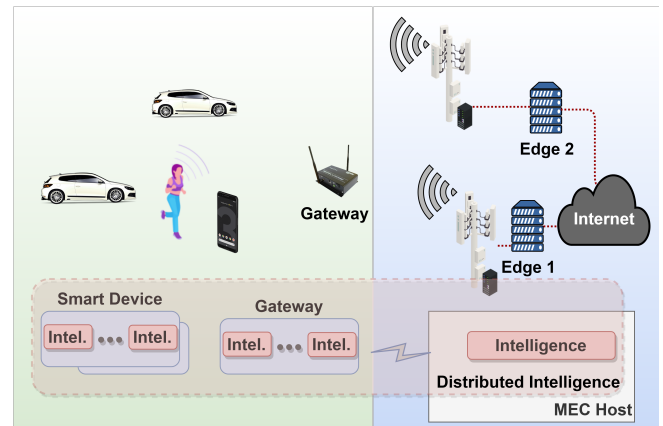 Edge 2
Gateway
Internet
Edge 1
Smart Device
Gateway
Intel. Intel.
Intel. Intel.
Intelligence
Distributed Intelligence
MEC Host